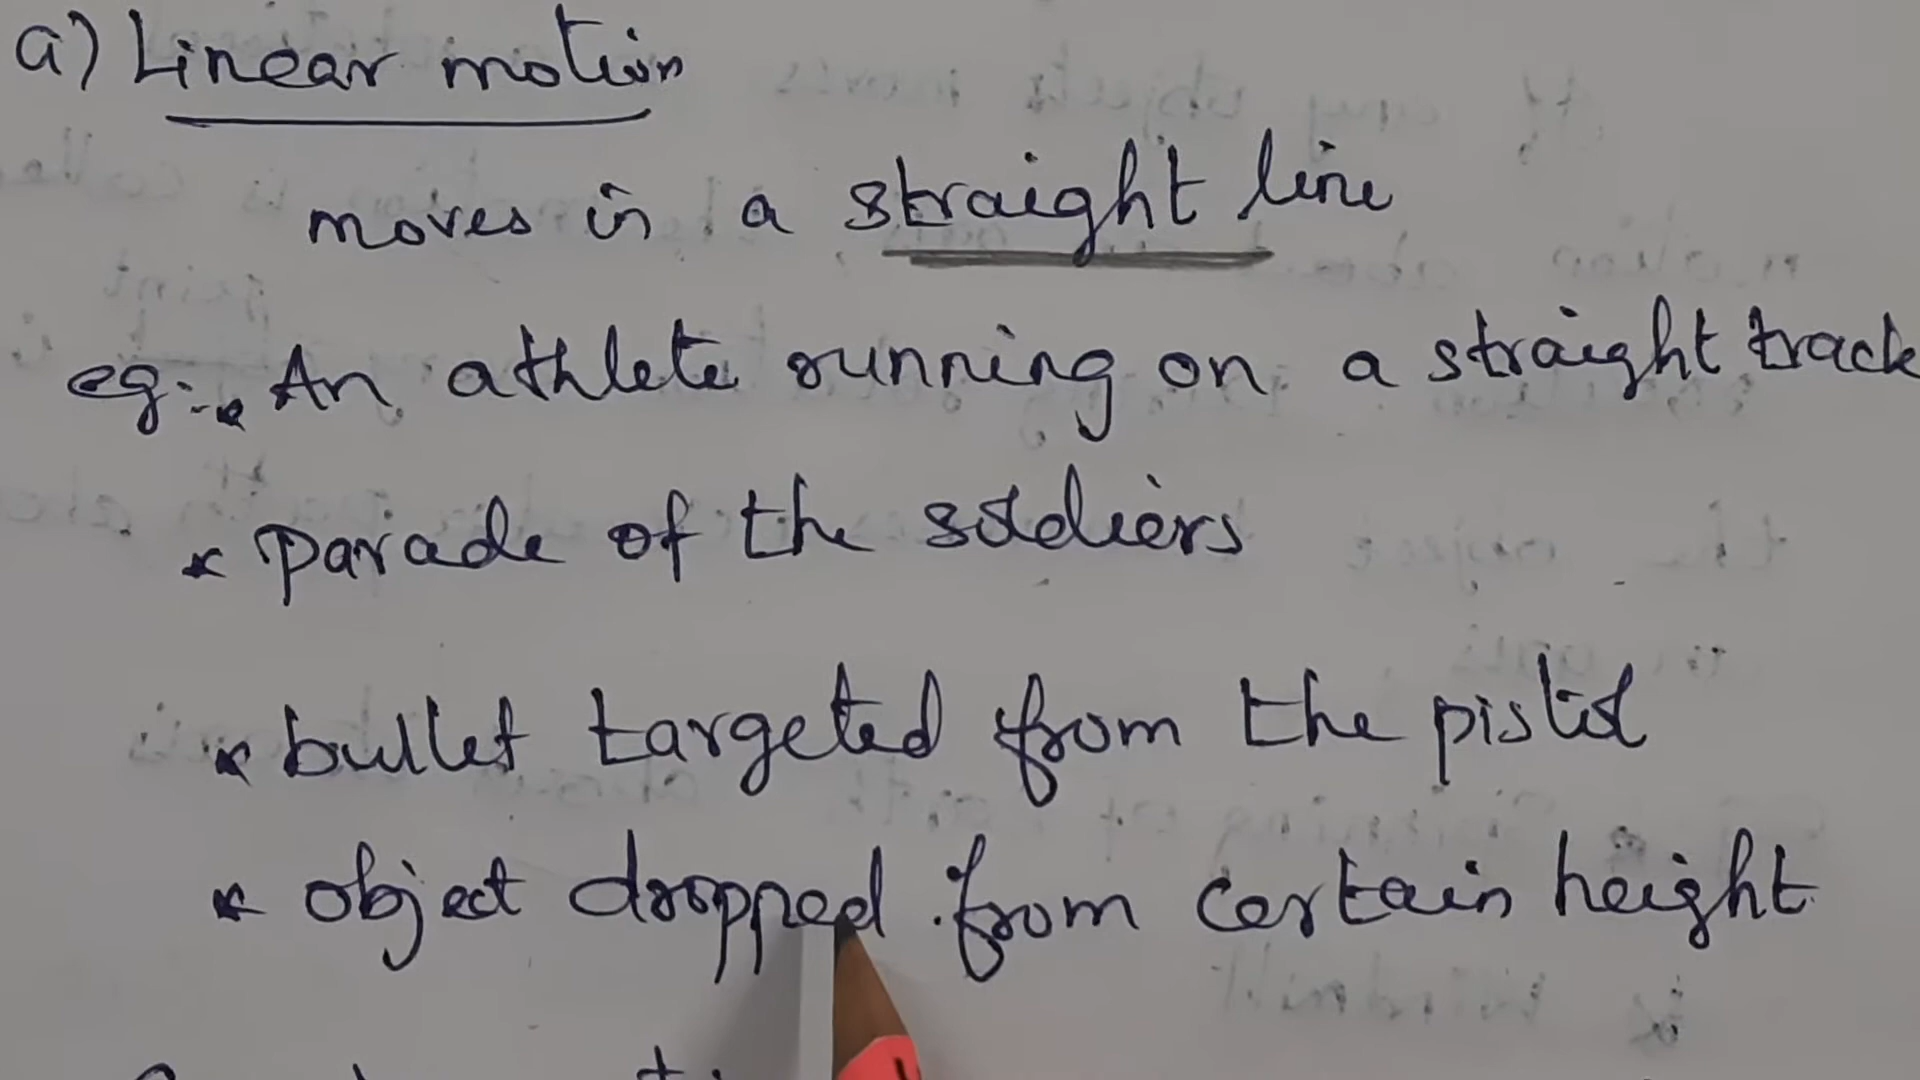 a) Linear motion
moves in a straight line
eg:- * An athlete running on a straight track
* parade of the soldiers
* bullet targeted from the pistol
* object dropped from certain height